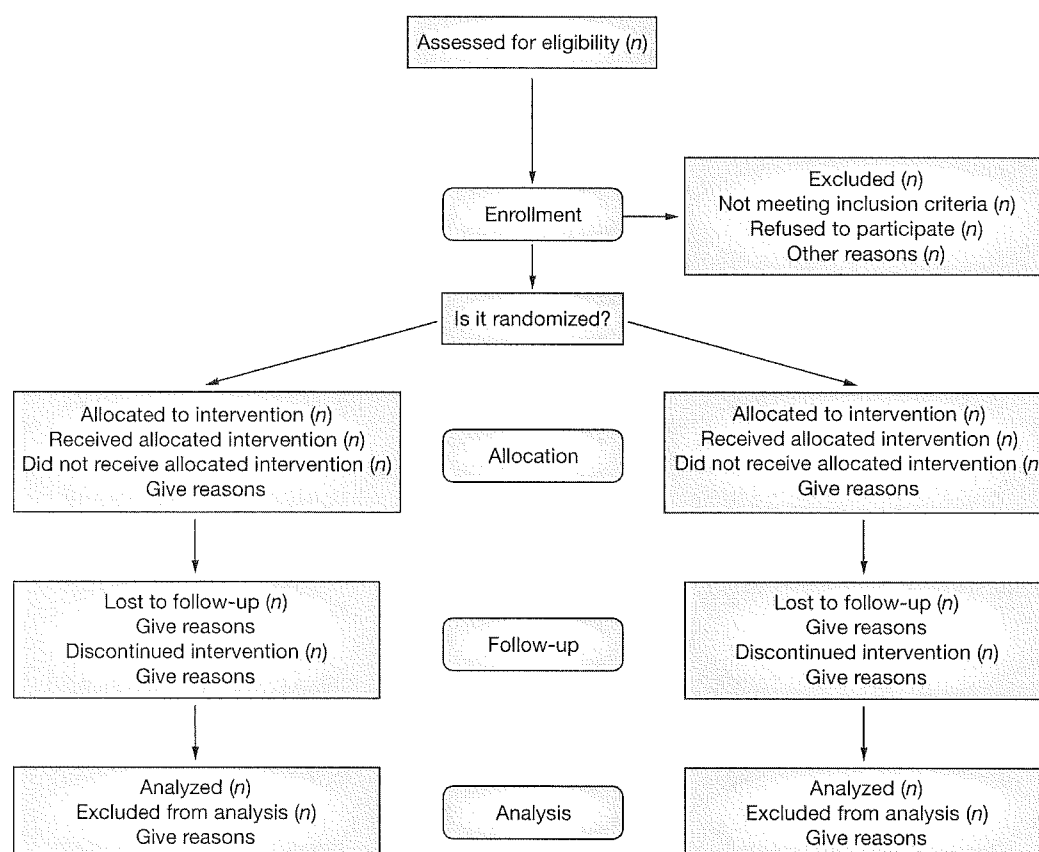 Assessed for eligibility (n)
Enrollment
Excluded (n)
Not meeting inclusion criteria (n)
Refused to participate (n)
Other reasons (n)
Is it randomized?
Allocated to intervention (n)
Received allocated intervention (n)
Did not receive allocated intervention (n)
Give reasons
Allocation
Allocated to intervention (n)
Received allocated intervention (n)
Did not receive allocated intervention (n
Give reasons
Lost to follow-up (n)
Give reasons
Discontinued intervention (n)
Give reasons
Follow-up
Lost to follow-up (n)
Give reasons
Discontinued intervention (n)
Give reasons
Analyzed (n)
Excluded from analysis (n)
Give reasons
Analysis
Analyzed (n)
Excluded from analysis (n)
Give reasons